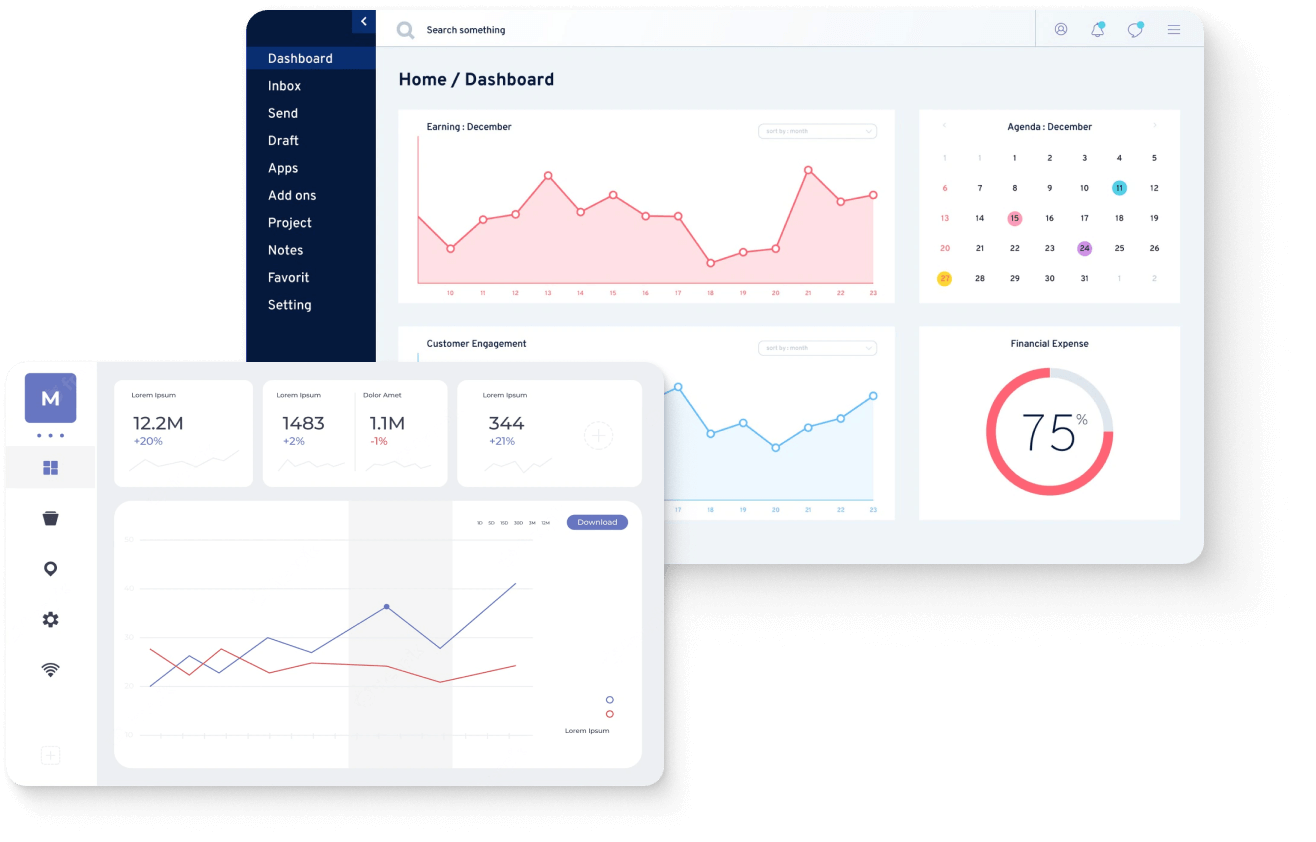 Search something
Dashboard
Inbox
Send
Draft
Apps
Add ons
Project
Notes
Favorit
Setting
Home / Dashboard
Earning : December
sort by : month
10 11 12 13 14 15 16 17 18 19 20 21 22 23
Agenda : December
1 1 1 2 3 4 5
6 7 8 9 10 11 12
13 14 15 16 17 18 19
20 21 22 23 24 25 26
27 28 29 30 31 1 2
Customer Engagement
sort by : month
17 18 19 20 21 22 23
Financial Expense
75%
M
Lorem Ipsum
12.2M
+20%
Lorem Ipsum
1483
+2%
Dolor Amet
1.1M
-1%
Lorem Ipsum
344
+21%
1D 5D 15D 30D 3M 12M
Download
Lorem Ipsum